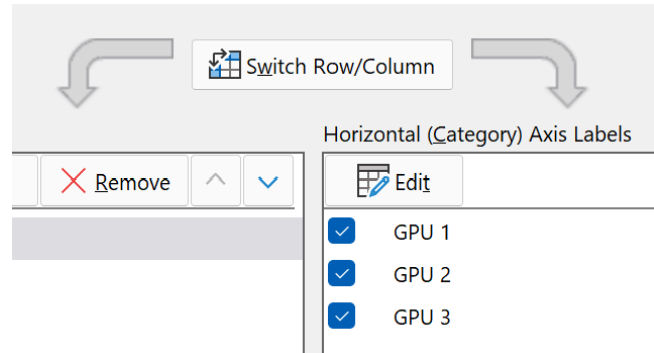 Switch Row/Column
Horizontal (Category) Axis Labels
Remove
Edit
GPU 1
GPU 2
GPU 3